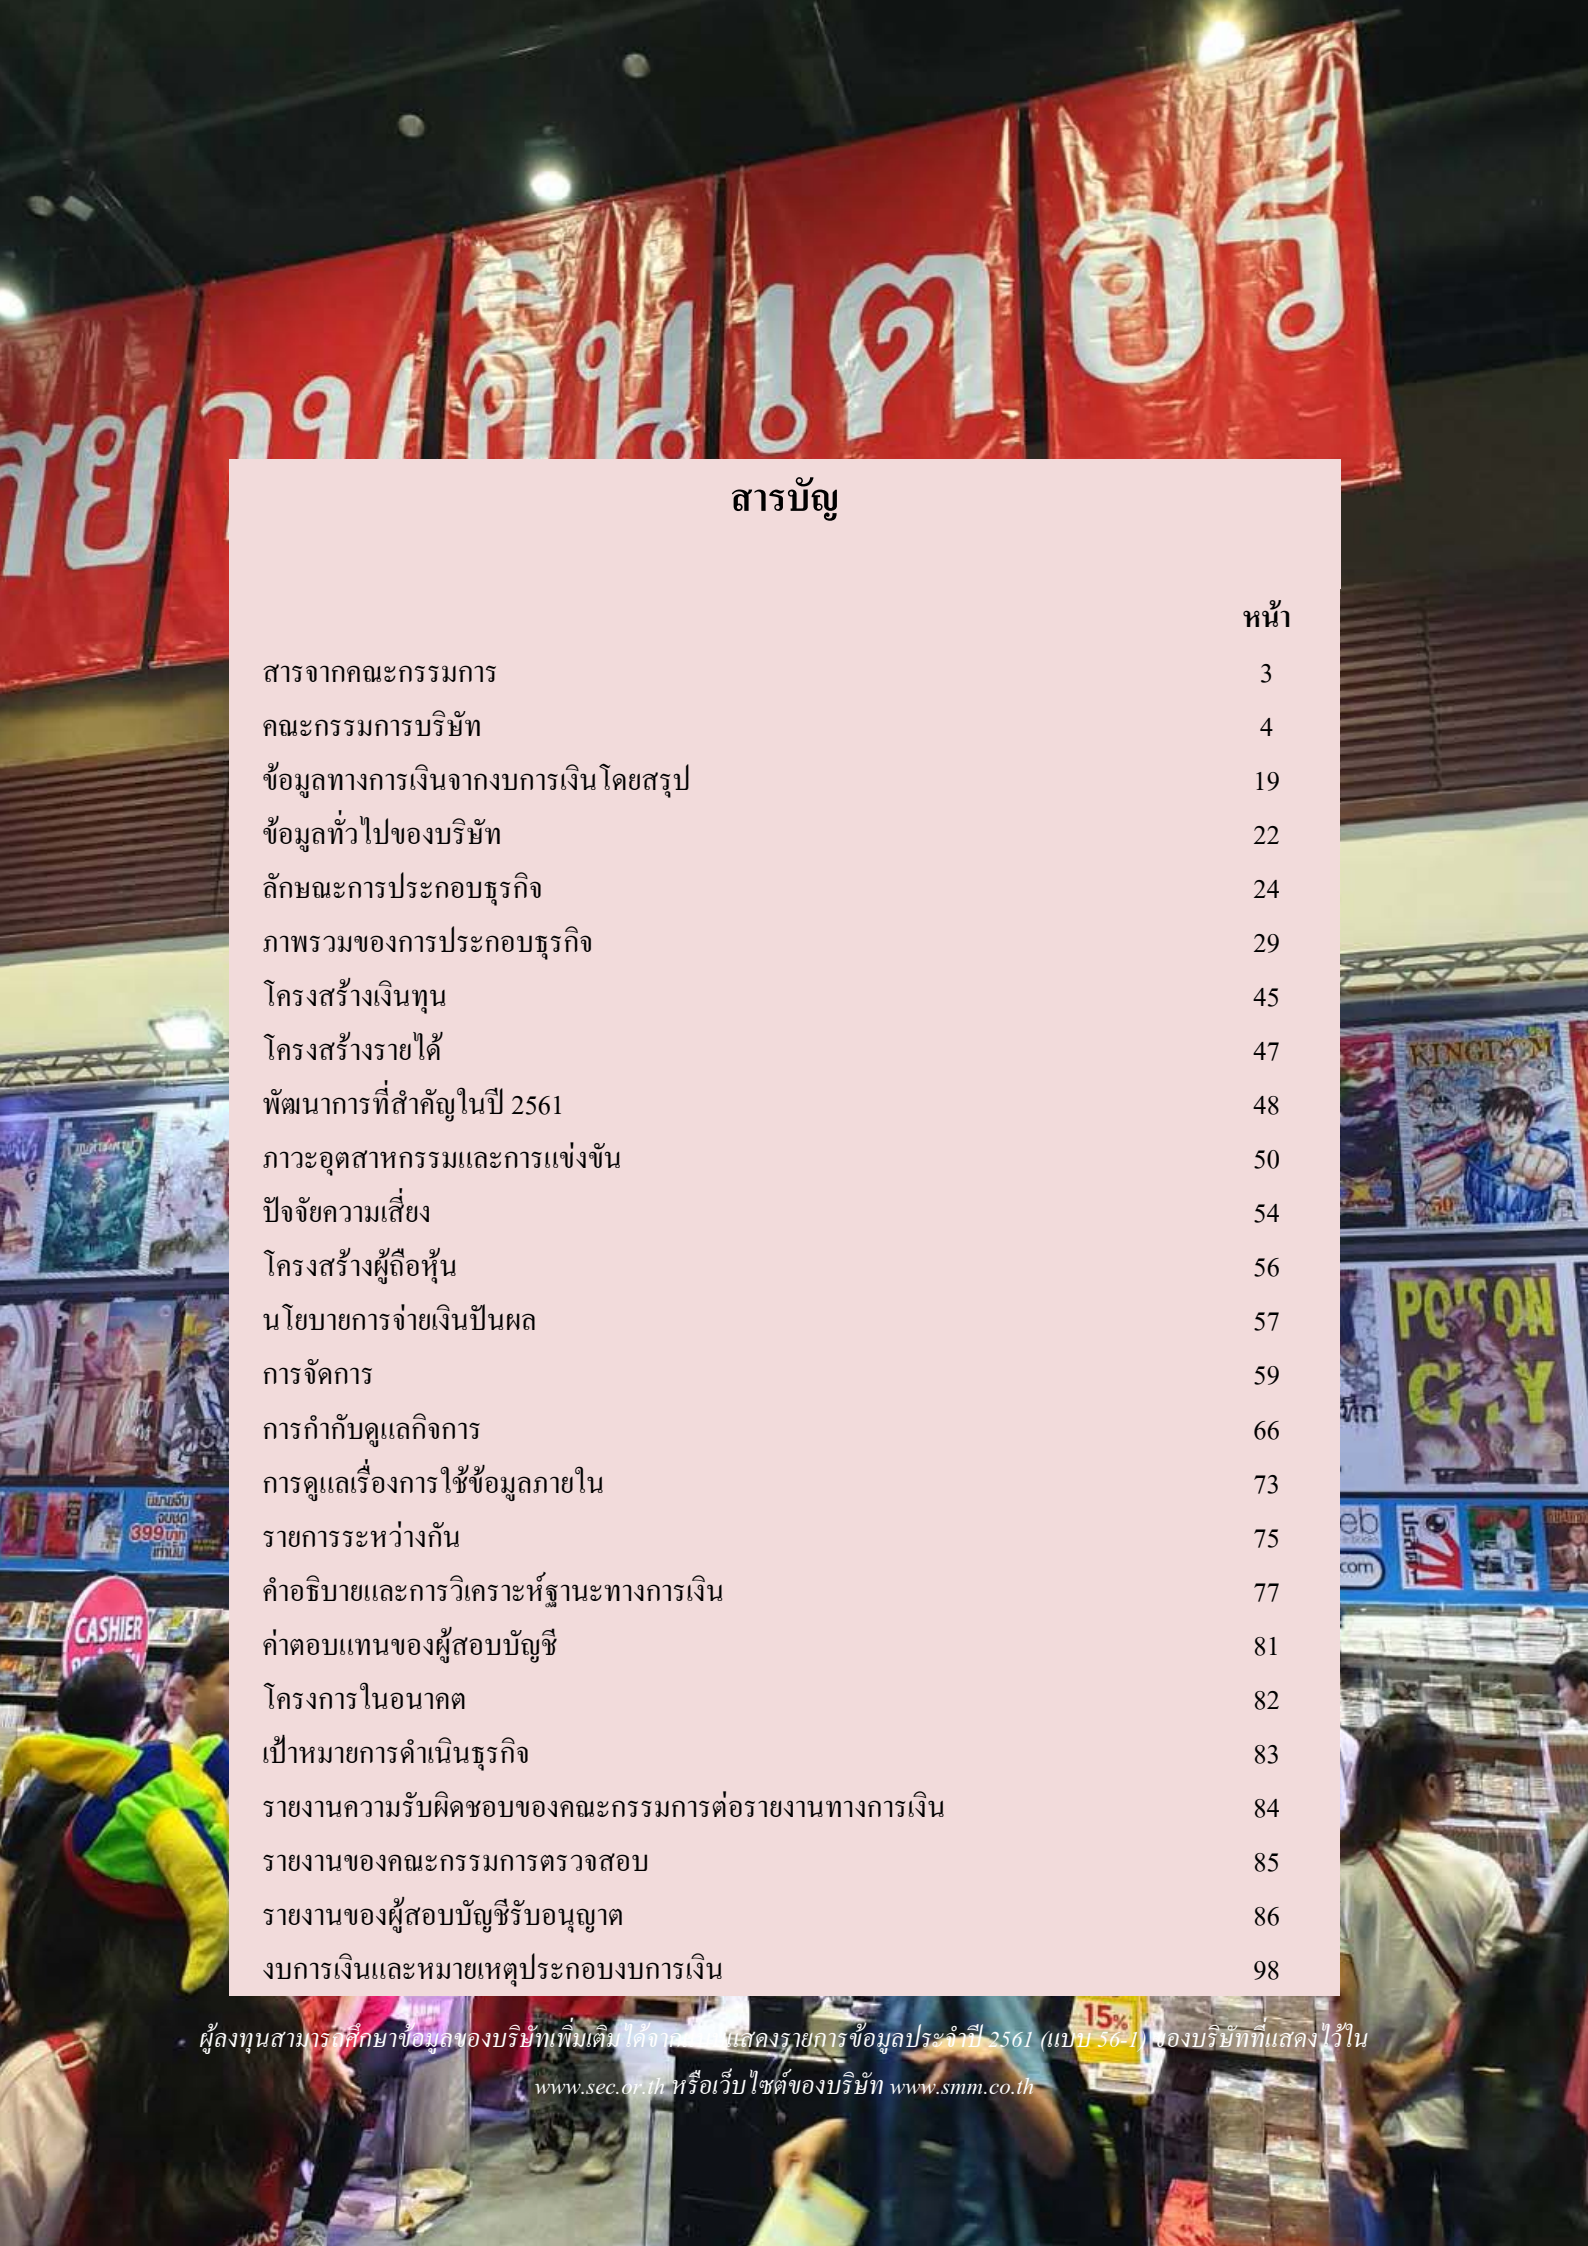 สยามอินเตอร์
สารบัญ
หน้า
สารจากคณะกรรมการ 3
คณะกรรมการบริษัท 4
ข้อมูลทางการเงินจากงบการเงินโดยสรุป 19
ข้อมูลทั่วไปของบริษัท 22
ลักษณะการประกอบธุรกิจ 24
ภาพรวมของการประกอบธุรกิจ 29
โครงสร้างเงินทุน 45
โครงสร้างรายได้ 47
พัฒนาการที่สำคัญในปี 2561 48
ภาวะอุตสาหกรรมและการแข่งขัน 50
ปัจจัยความเสี่ยง 54
โครงสร้างผู้ถือหุ้น 56
นโยบายการจ่ายเงินปันผล 57
การจัดการ 59
การกำกับดูแลกิจการ 66
การดูแลเรื่องการใช้ข้อมูลภายใน 73
รายการระหว่างกัน 75
คำอธิบายและการวิเคราะห์ฐานะทางการเงิน 77
ค่าตอบแทนของผู้สอบบัญชี 81
โครงการในอนาคต 82
เป้าหมายการดำเนินธุรกิจ 83
รายงานความรับผิดชอบของคณะกรรมการต่อรายงานทางการเงิน 84
รายงานของคณะกรรมการตรวจสอบ 85
รายงานของผู้สอบบัญชีรับอนุญาต 86
งบการเงินและหมายเหตุประกอบงบการเงิน 98
ผู้ลงทุนสามารถศึกษาข้อมูลของบริษัทเพิ่มเติมได้จากแบบแสดงรายการข้อมูลประจำปี 2561 (แบบ 56-1) ของบริษัทที่แสดงไว้ใน
www.sec.or.th หรือเว็บไซต์ของบริษัท www.smm.co.th
KINGDOM
POISON
CITY
นิยายจีน
จบชุด
399 บาท
เท่านั้น
CASHIER
15%
com